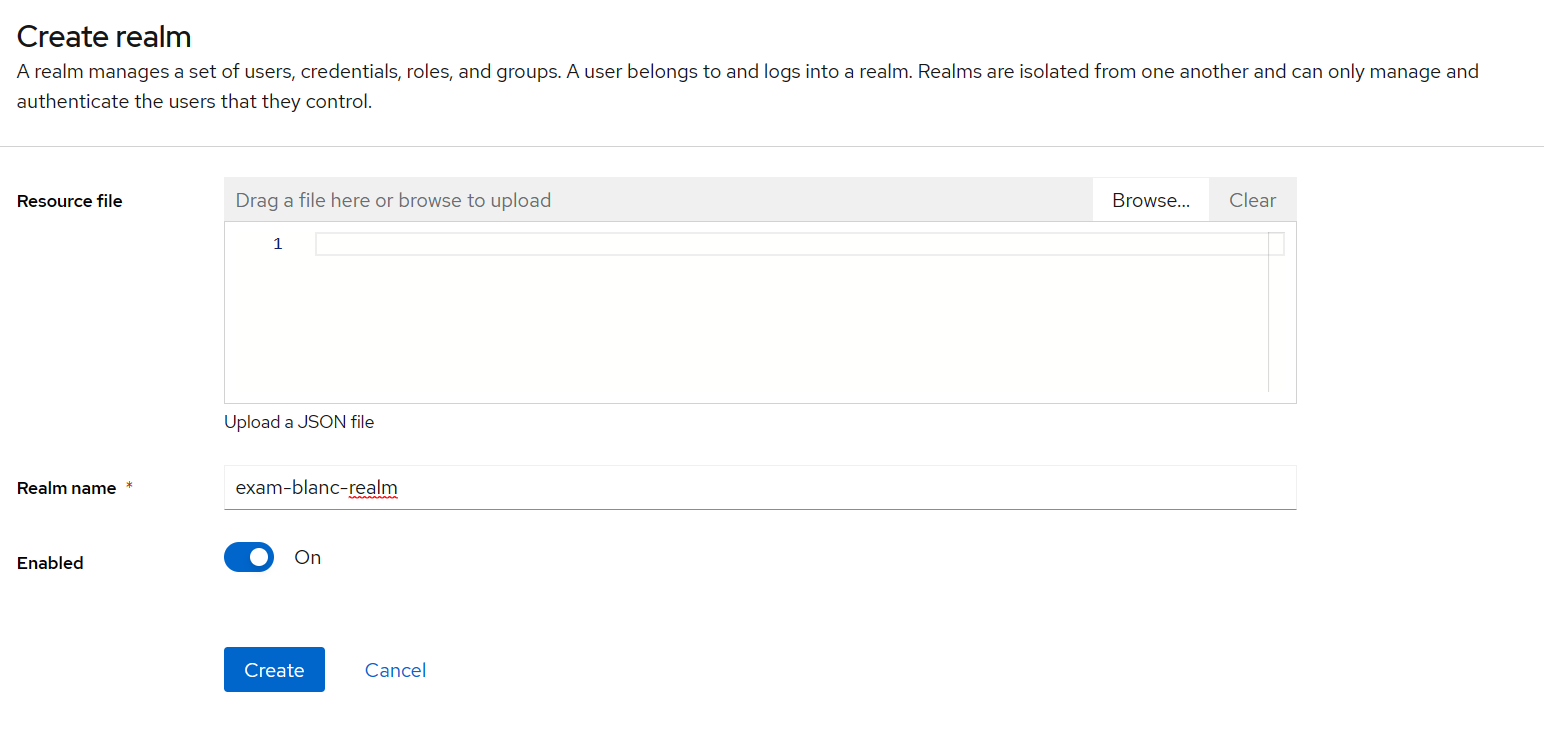 Create realm
A realm manages a set of users, credentials, roles, and groups. A user belongs to and logs into a realm. Realms are isolated from one another and can only manage and
authenticate the users that they control.
Resource file
Drag a file here or browse to upload
Browse...
Clear
1
Upload a JSON file
Realm name *
exam-blanc-realm
Enabled
On
Create
Cancel